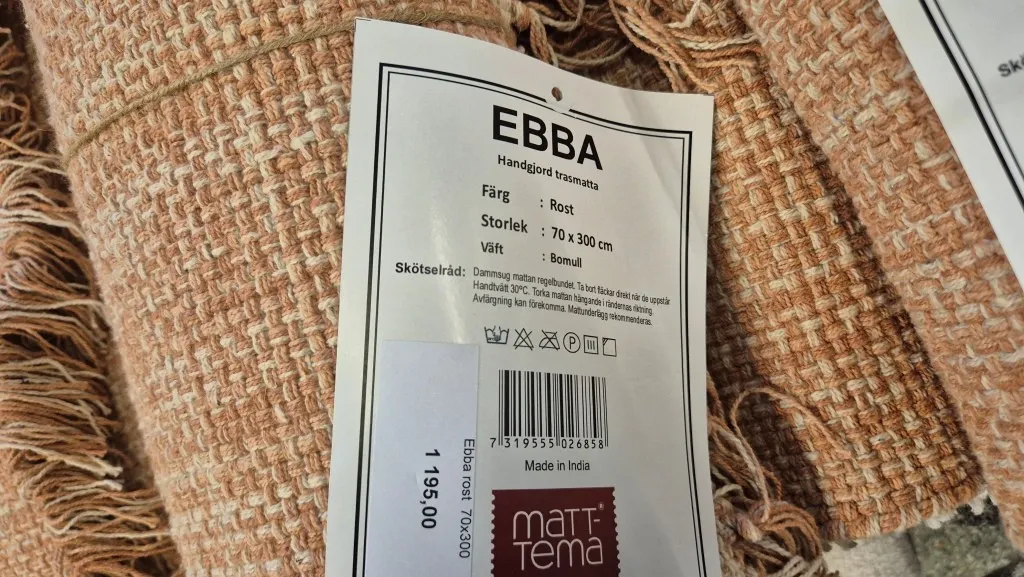 EBBA
Handgjord trasmatta
Färg : Rost
Storlek : 70 x 300 cm
Väft : Bomull
Skötselråd: Dammsug mattan regelbundet. Ta bort fläckar direkt när de uppstår
Handtvätt 30°C. Torka mattan hängande i rändernas riktning.
Avfärgning kan förekomma. Mattunderlägg rekommenderas.
P
7 319555 026858
Made in India
Ebba rost 70x300
1 195,00
MATT-
TEMA
Sk